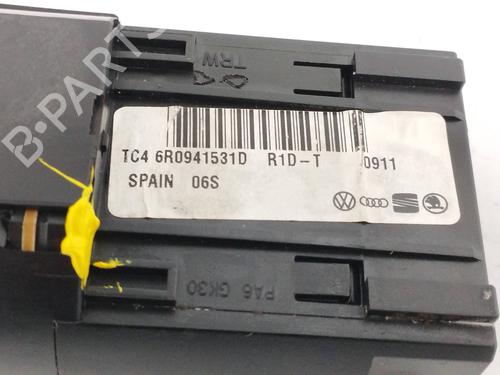 B-PARTS
TRW
TC4 6R0941531D R1D-T 0911
SPAIN 06S
PA6 GK30